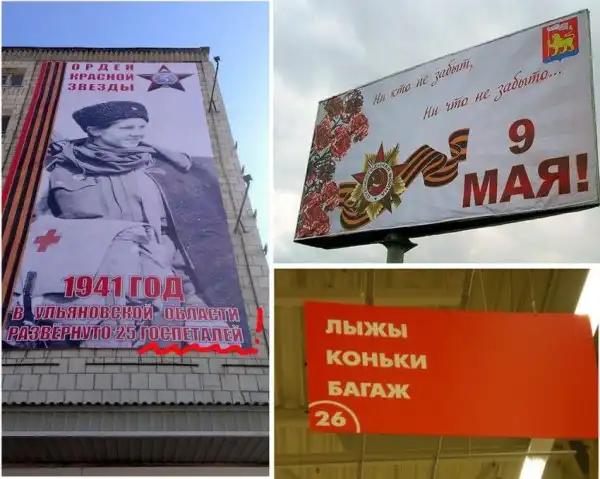 ОРДЕН
КРАСНОЙ
ЗВЕЗДЫ
1941 ГОД
В УЛЬЯНОВСКОЙ ОБЛАСТИ
РАЗВЕРНУТО 25 ГОСПЕТАЛЕЙ!
Ни кто не забыт,
Ни что не забыто...
9
МАЯ!
ЛЫЖЫ
КОНЬКИ
БАГАЖ
26